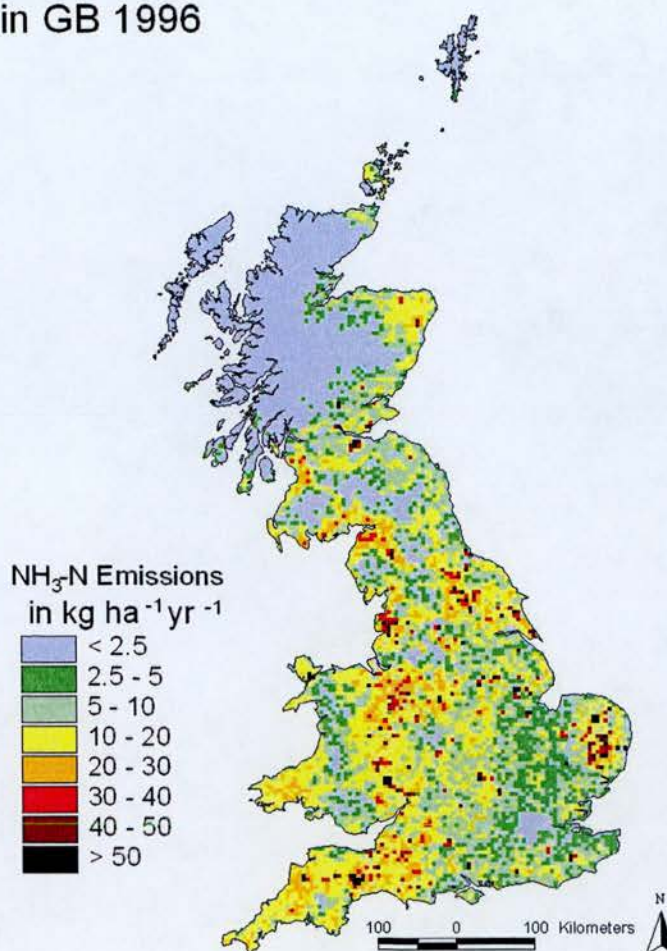 in GB 1996
NH₃-N Emissions
in kg ha⁻¹ yr⁻¹
< 2.5
2.5 - 5
5 - 10
10 - 20
20 - 30
30 - 40
40 - 50
> 50
N
100 0 100 Kilometers